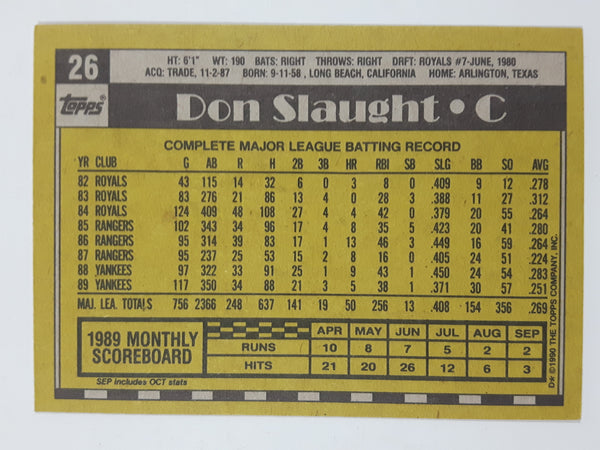 26
HT: 6'1" WT: 190 BATS: RIGHT THROWS: RIGHT DRFT: ROYALS #7-JUNE, 1980
ACQ: TRADE, 11-2-87 BORN: 9-11-58, LONG BEACH, CALIFORNIA HOME: ARLINGTON, TEXAS
Topps
Don Slaught • C
COMPLETE MAJOR LEAGUE BATTING RECORD
YR CLUB G AB R H 2B 3B HR RBI SB SLG BB SO AVG
82 ROYALS 43 115 14 32 6 0 3 8 0 .409 9 12 .278
83 ROYALS 83 276 21 86 13 4 0 28 3 .388 11 27 .312
84 ROYALS 124 409 48 108 27 4 4 42 0 .379 20 55 .264
85 RANGERS 102 343 34 96 17 4 8 35 5 .423 20 41 .280
86 RANGERS 95 314 39 83 17 1 13 46 3 .449 16 59 .264
87 RANGERS 95 237 25 53 15 2 8 16 0 .405 24 51 .224
88 YANKEES 97 322 33 91 25 1 9 43 1 .450 24 54 .283
89 YANKEES 117 350 34 88 21 3 5 38 1 .371 30 57 .251
MAJ. LEA. TOTALS 756 2366 248 637 141 19 50 256 13 .408 154 356 .269
1989 MONTHLY SCOREBOARD
APR MAY JUN JUL AUG SEP
RUNS 10 8 7 5 2 2
HITS 21 20 26 12 6 3
SEP includes OCT stats
D* ©1990 THE TOPPS COMPANY, INC.